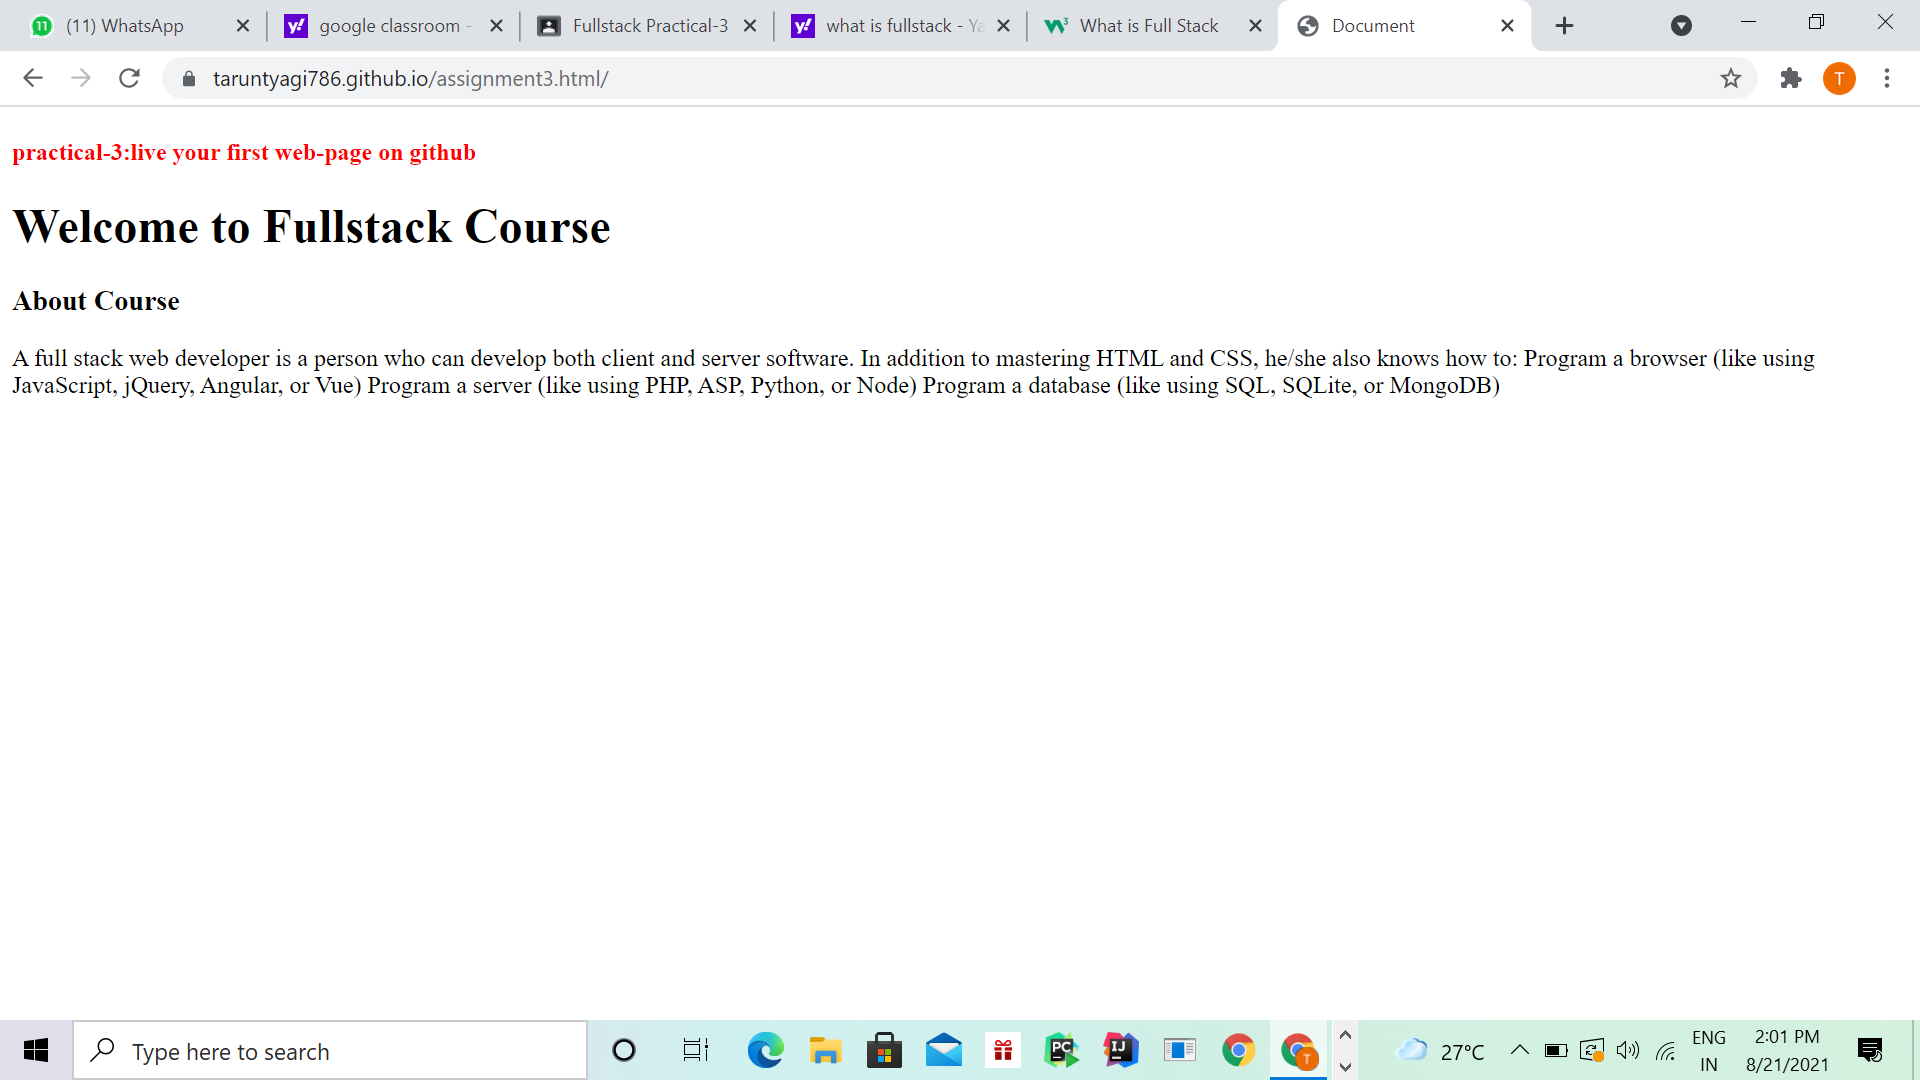 11 (11) WhatsApp
y! google classroom -
Fullstack Practical-3
y! what is fullstack - Ya
W3 What is Full Stack
Document
taruntyagi786.github.io/assignment3.html/
T
practical-3:live your first web-page on github
Welcome to Fullstack Course
About Course
A full stack web developer is a person who can develop both client and server software. In addition to mastering HTML and CSS, he/she also knows how to: Program a browser (like using
JavaScript, jQuery, Angular, or Vue) Program a server (like using PHP, ASP, Python, or Node) Program a database (like using SQL, SQLite, or MongoDB)
Type here to search
PC
IJ
T
27°C
ENG
IN
2:01 PM
8/21/2021